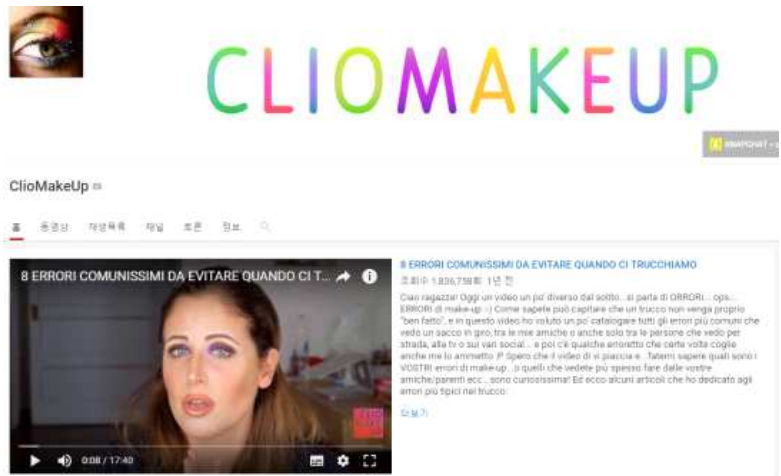 CLIOMAKEUP
SNAPCHAT
ClioMakeUp
홈 동영상 재생목록 채널 토론 정보
8 ERRORI COMUNISSIMI DA EVITARE QUANDO CI T...
0:08 / 17:40
8 ERRORI COMUNISSIMI DA EVITARE QUANDO CI TRUCCHIAMO
조회수 1,836,758회 1년 전
Ciao ragazze! Oggi un video un po' diverso dal solito...si parla di ORRORI... ops...
ERRORI di make-up :-) Come sapete può capitare che un trucco non venga proprio
"ben fatto", e in questo video ho voluto un po' catalogare tutti gli errori più comuni che
vedo un sacco in giro, tra le mie amiche o anche solo tra le persone che vedo per
strada, alla tv o sui vari social... e poi c'è qualche erroretto che certe volta coglie
anche me lo ammetto :P Spero che il video di vi piaccia e...fatemi sapere quali sono i
VOSTRI errori di make-up...o quelli che vedete più spesso fare dalle vostre
amiche/parenti ecc...sono curiosissima! Ed ecco alcuni articoli che ho dedicato agli
errori più tipici nel trucco:
더보기